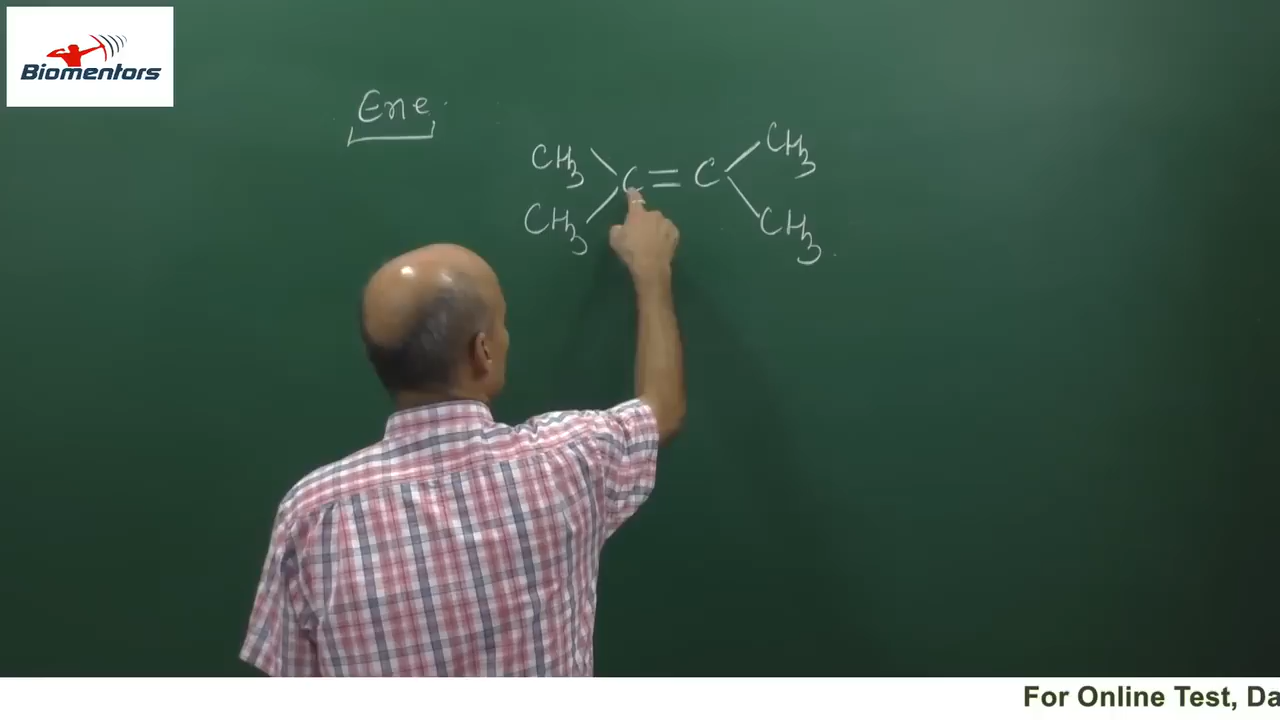 Biomentors
Ene
CH3 CH3
C=C
CH3 CH3
For Online Test, Da